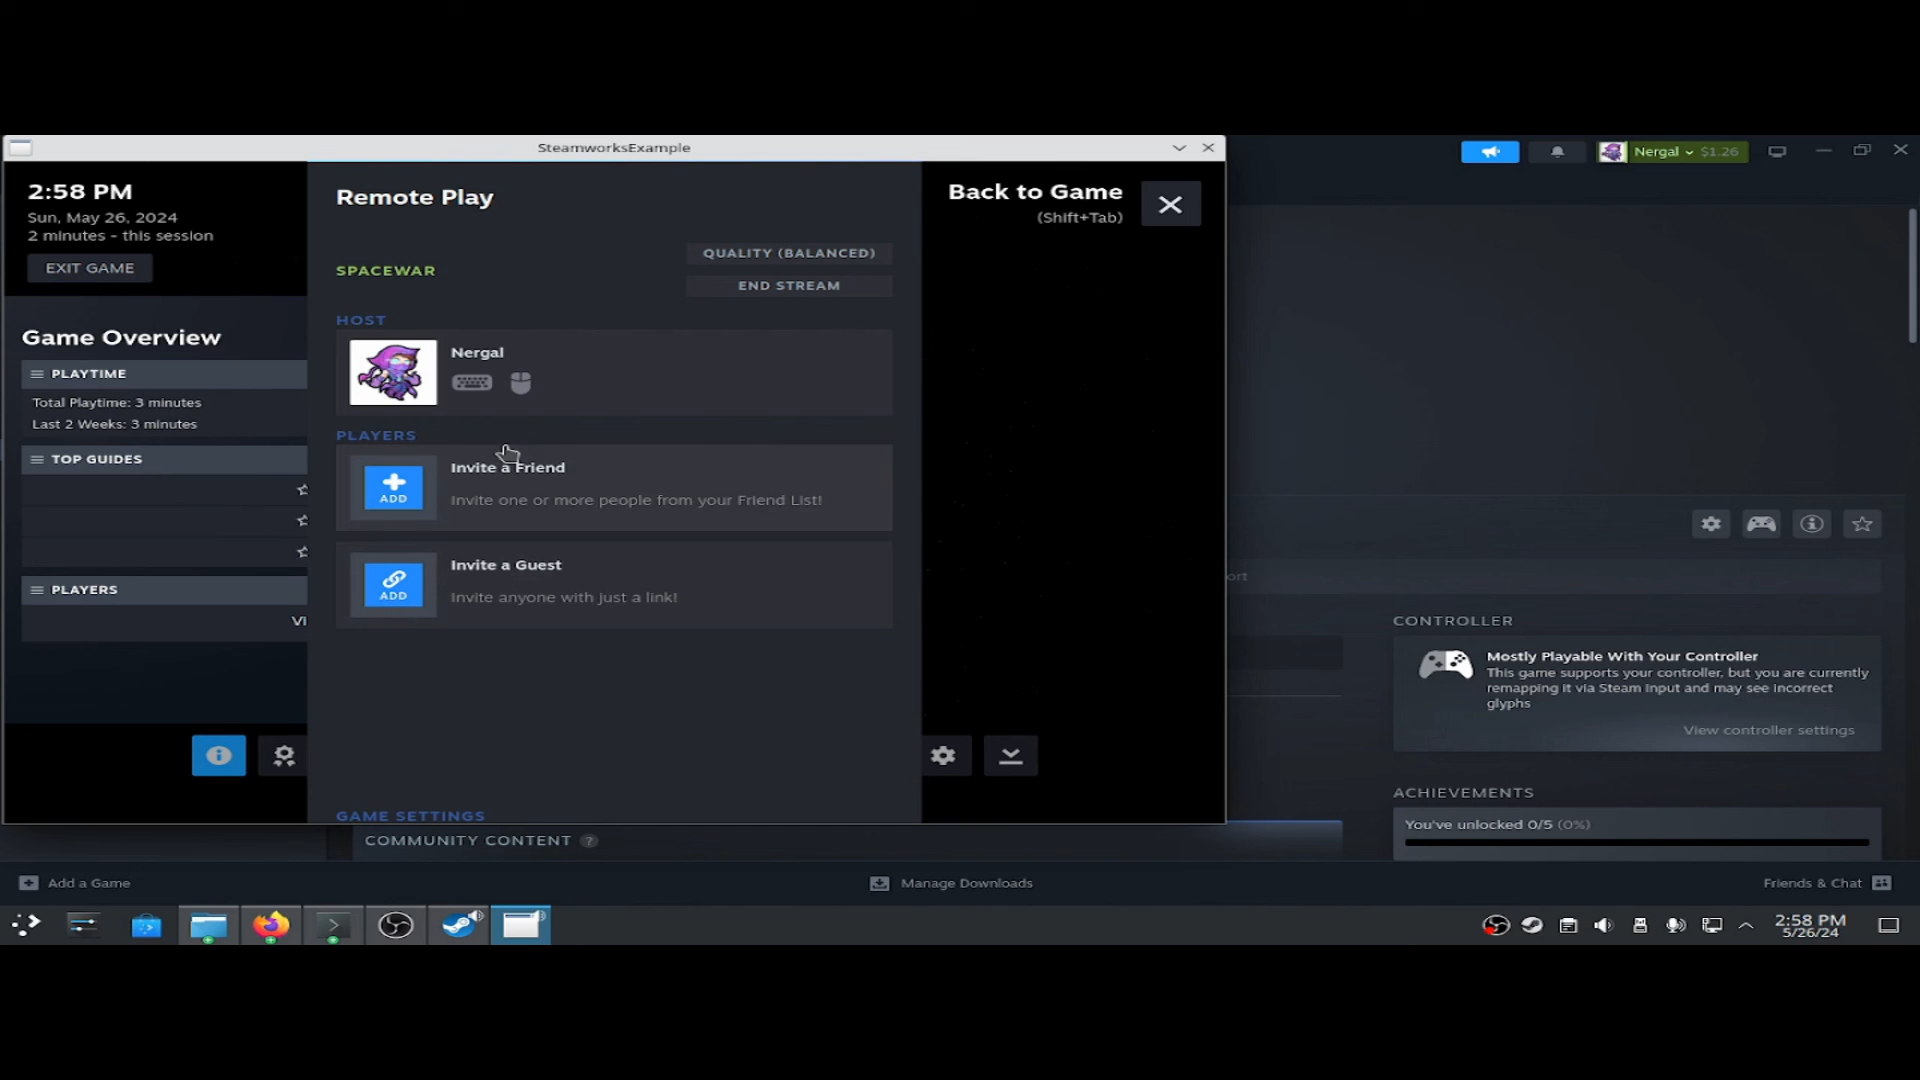 SteamworksExample
Nergal
$1.26
2:58 PM
Sun, May 26, 2024
2 minutes - this session
EXIT GAME
Remote Play
Back to Game
(Shift+Tab)
SPACEWAR
QUALITY (BALANCED)
END STREAM
HOST
Nergal
Game Overview
PLAYTIME
Total Playtime: 3 minutes
Last 2 Weeks: 3 minutes
TOP GUIDES
PLAYERS
VI
PLAYERS
ADD
Invite a Friend
Invite one or more people from your Friend List!
ADD
Invite a Guest
Invite anyone with just a link!
GAME SETTINGS
COMMUNITY CONTENT ?
ort
CONTROLLER
Mostly Playable With Your Controller
This game supports your controller, but you are currently
remapping it via Steam Input and may see incorrect
glyphs
View controller settings
ACHIEVEMENTS
You've unlocked 0/5 (0%)
Add a Game
Manage Downloads
Friends & Chat
2:58 PM
5/26/24